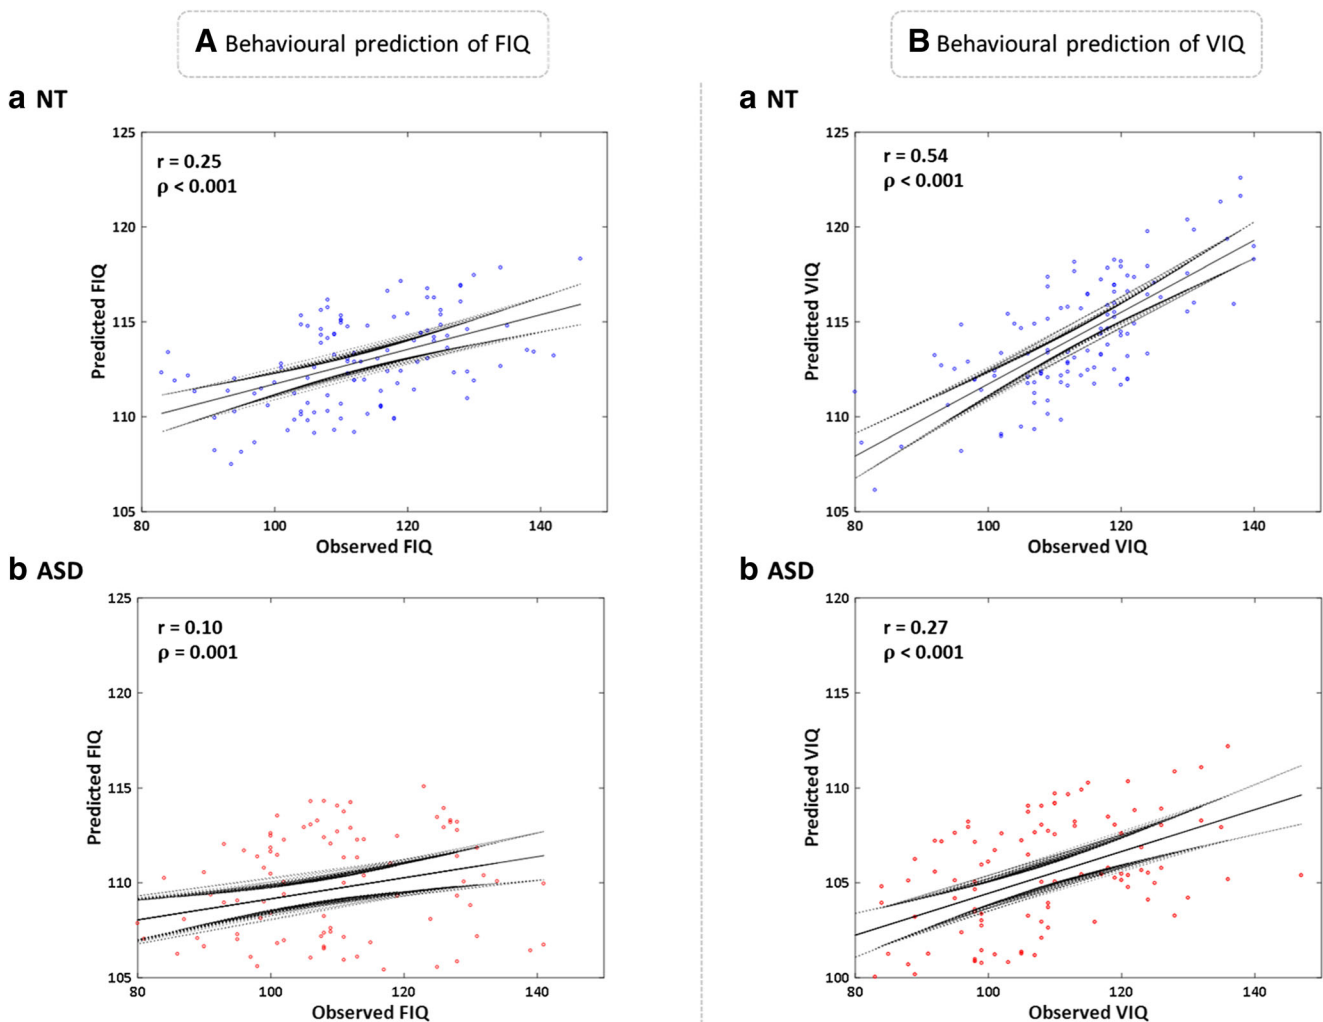 A Behavioural prediction of FIQ
a NT
r = 0.25
ρ < 0.001
125
120
115
110
105
Predicted FIQ
80 100 120 140
Observed FIQ
b ASD
r = 0.10
ρ = 0.001
125
120
115
110
105
Predicted FIQ
80 100 120 140
Observed FIQ
B Behavioural prediction of VIQ
a NT
r = 0.54
ρ < 0.001
125
120
115
110
105
Predicted VIQ
80 100 120 140
Observed VIQ
b ASD
r = 0.27
ρ < 0.001
120
115
110
105
100
Predicted VIQ
80 100 120 140
Observed VIQ